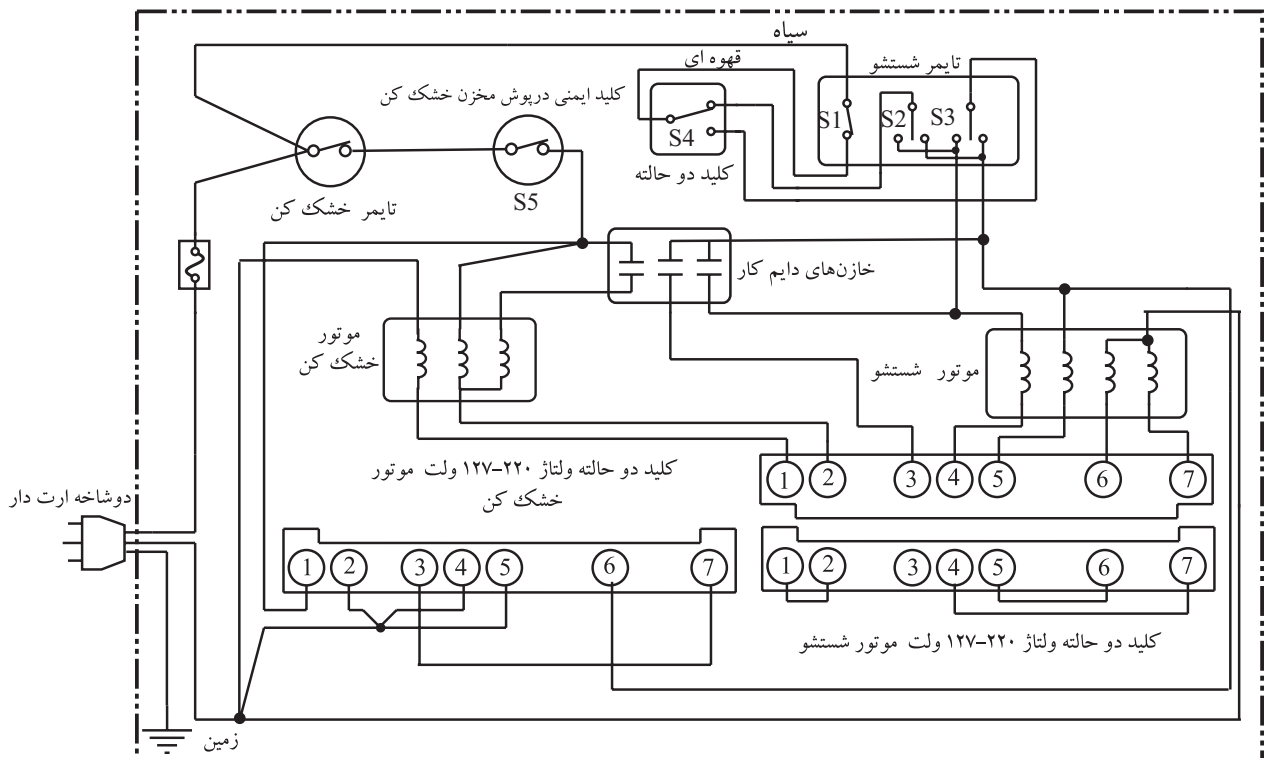 سیاه
قهوه ای
تایمر شستشو
کلید ایمنی درپوش مخزن خشک کن
S1
S2
S3
S4
کلید دو حالته
S5
تایمر خشک کن
خازن‌های دایم کار
موتور
خشک کن
موتور شستشو
1 2 3 4 5 6 7
کلید دو حالته ولتاژ ۲۲۰-۱۲۷ ولت موتور
خشک کن
دوشاخه ارت دار
1 2 3 4 5 6 7
1 2 3 4 5 6 7
کلید دو حالته ولتاژ ۲۲۰-۱۲۷ ولت موتور شستشو
زمین